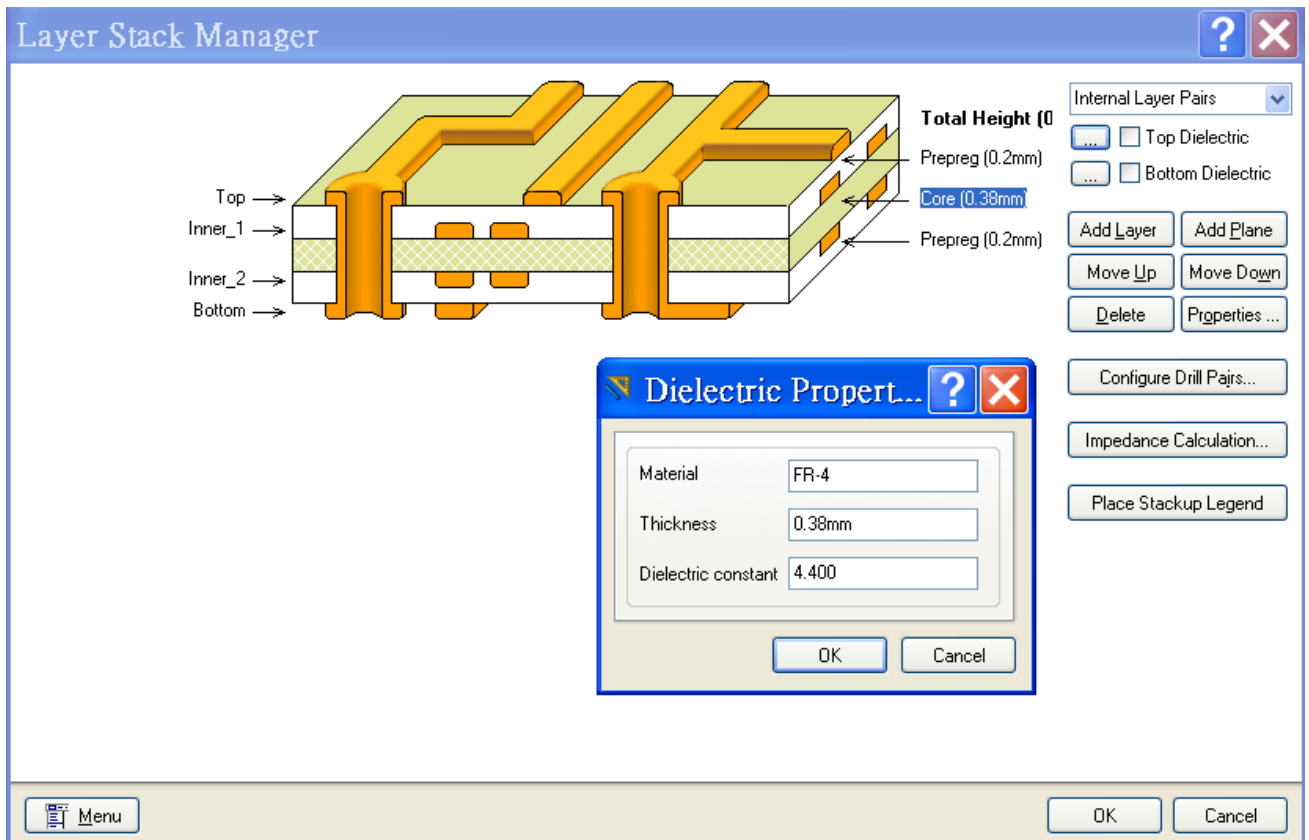 Layer Stack Manager
Top
Inner_1
Inner_2
Bottom
Total Height (0
Prepreg (0.2mm)
Core (0.38mm)
Prepreg (0.2mm)
Internal Layer Pairs
... Top Dielectric
... Bottom Dielectric
Add Layer Add Plane
Move Up Move Down
Delete Properties ...
Configure Drill Pairs...
Impedance Calculation...
Place Stackup Legend
Dielectric Propert...
Material FR-4
Thickness 0.38mm
Dielectric constant 4.400
OK Cancel
Menu OK Cancel